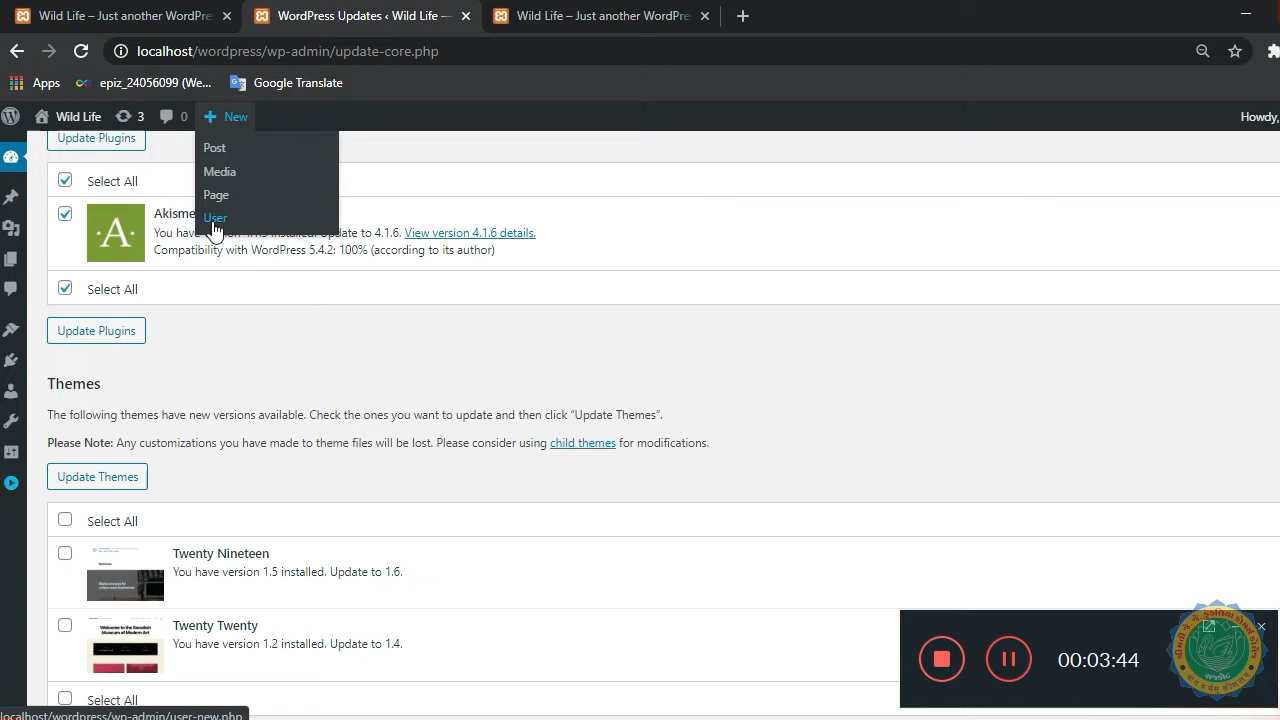 Wild Life – Just another WordPre
WordPress Updates ‹ Wild Life —
Wild Life – Just another WordPre
localhost/wordpress/wp-admin/update-core.php
Apps
epiz_24056099 (We...
Google Translate
Wild Life
3
0
New
Howdy,
Post
Media
Page
User
Update Plugins
Select All
Akisme
You have version 4.1.5 installed. Update to 4.1.6. View version 4.1.6 details.
Compatibility with WordPress 5.4.2: 100% (according to its author)
Select All
Update Plugins
Themes
The following themes have new versions available. Check the ones you want to update and then click “Update Themes”.
Please Note: Any customizations you have made to theme files will be lost. Please consider using child themes for modifications.
Update Themes
Select All
Twenty Nineteen
You have version 1.5 installed. Update to 1.6.
Twenty Twenty
You have version 1.2 installed. Update to 1.4.
Select All
00:03:44
localhost/wordpress/wp-admin/user-new.php